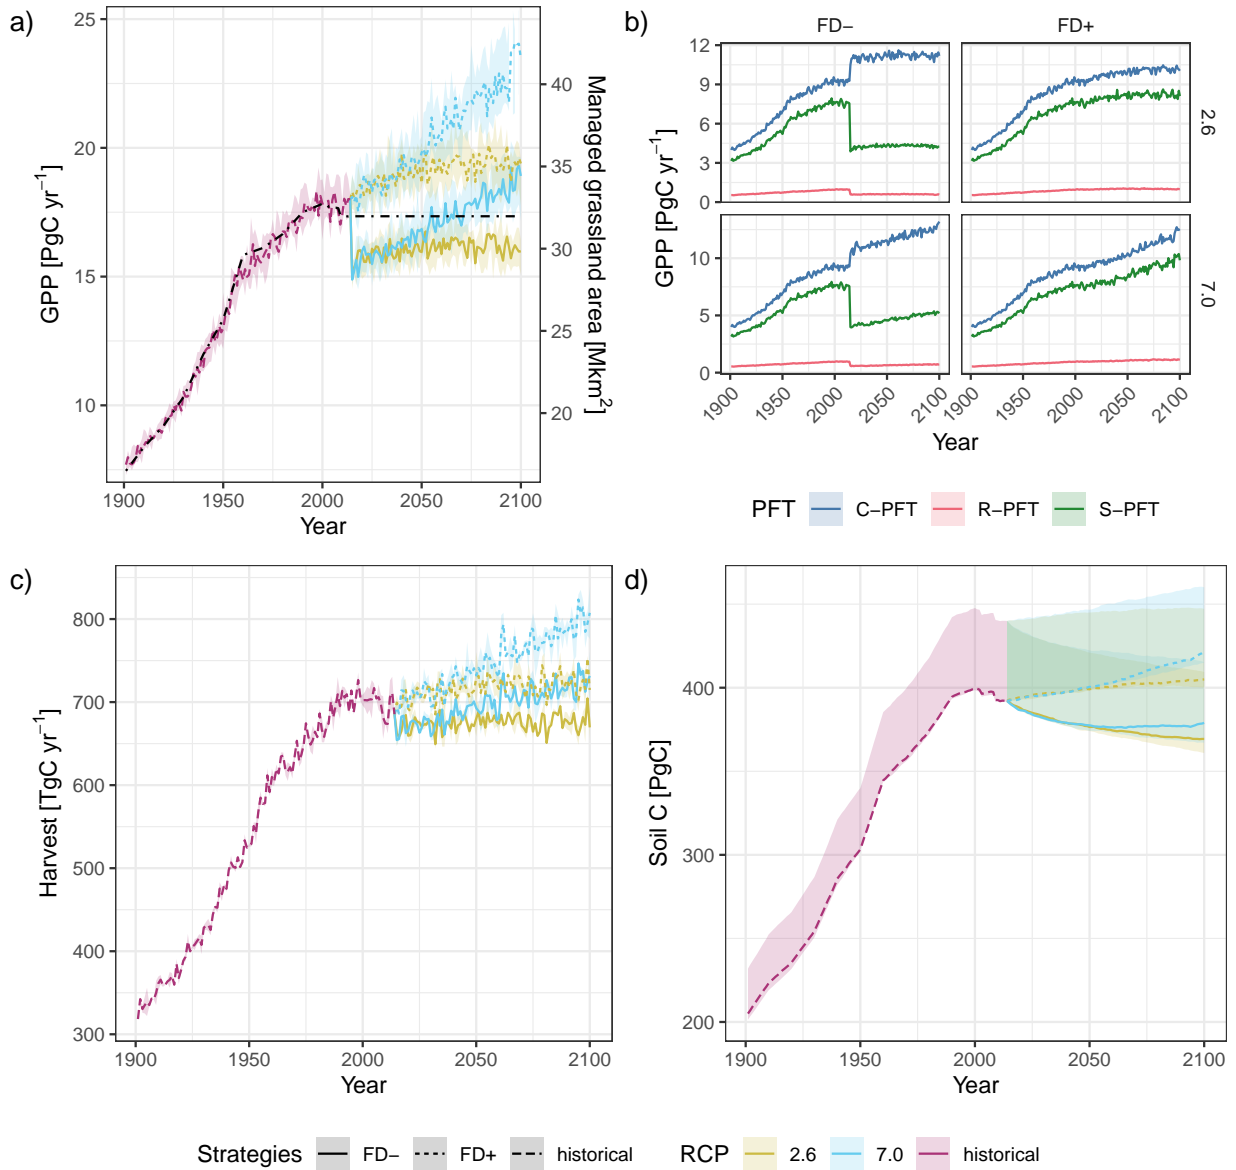 a)
GPP [PgC yr⁻¹]
25
20
15
10
40
35
30
25
20
Managed grassland area [Mkm²]
1900 1950 2000 2050 2100
Year
b)
FD− FD+
GPP [PgC yr⁻¹]
12
9
6
3
0
2.6
10
5
0
7.0
1900 1950 2000 2050 2100 1900 1950 2000 2050 2100
Year
PFT C−PFT R−PFT S−PFT
c)
Harvest [TgC yr⁻¹]
800
700
600
500
400
300
1900 1950 2000 2050 2100
Year
d)
Soil C [PgC]
400
300
200
1900 1950 2000 2050 2100
Year
Strategies FD− FD+ historical RCP 2.6 7.0 historical